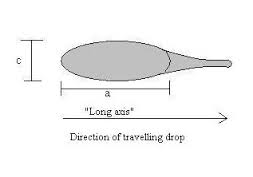 c
a
"Long axis"
Direction of travelling drop